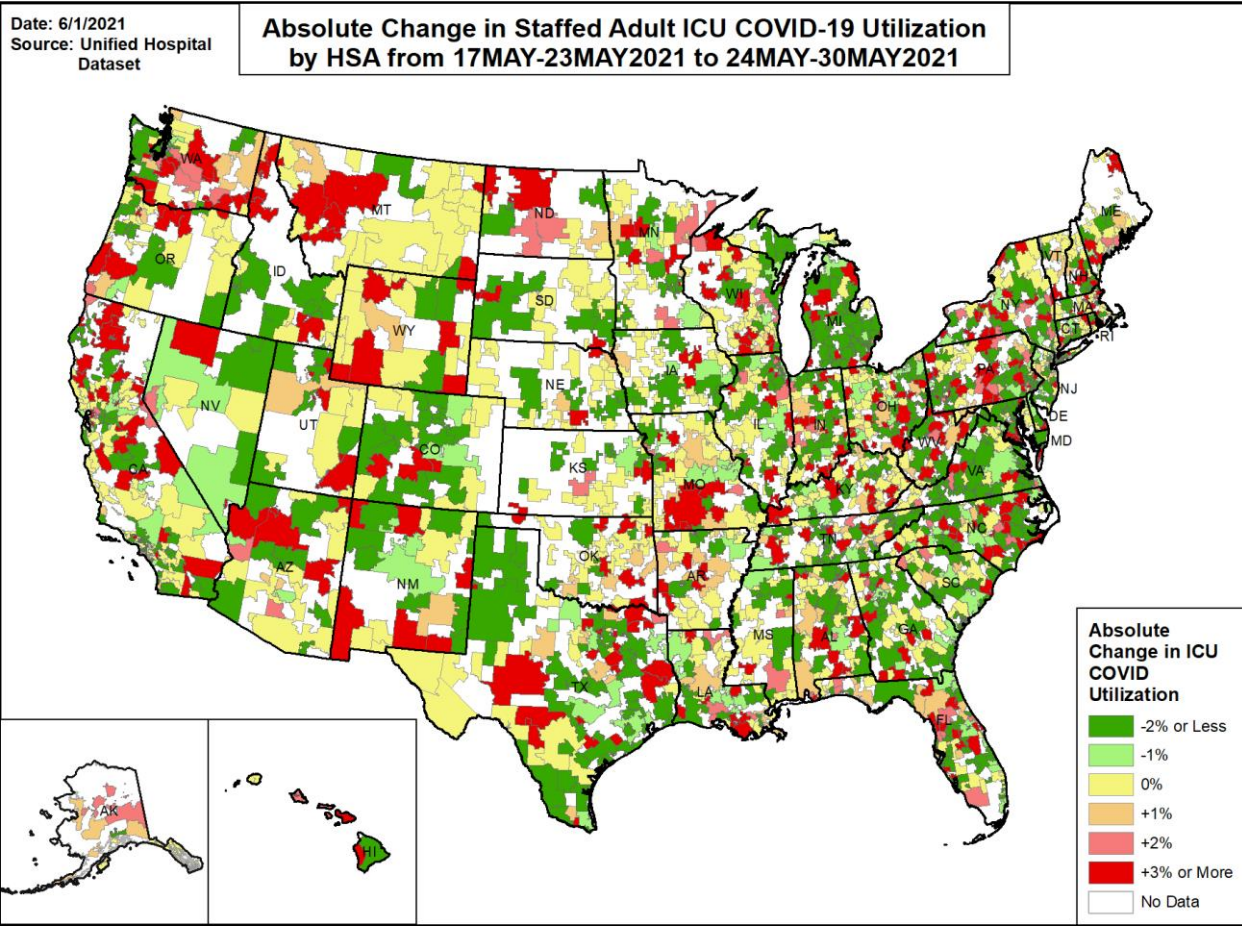 Date: 6/1/2021
Source: Unified Hospital
Dataset
Absolute Change in Staffed Adult ICU COVID-19 Utilization
by HSA from 17MAY-23MAY2021 to 24MAY-30MAY2021
WA
MT
ND
MN
ME
OR
ID
SD
WI
VT
NH
NY
MA
WY
MI
CT
RI
IA
PA
NE
NJ
NV
OH
UT
IL
IN
DE
CO
WV
MD
CA
KS
MO
VA
KY
NC
TN
OK
AZ
AR
NM
SC
MS
AL
GA
TX
LA
FL
AK
HI
Absolute
Change in ICU
COVID
Utilization
-2% or Less
-1%
0%
+1%
+2%
+3% or More
No Data